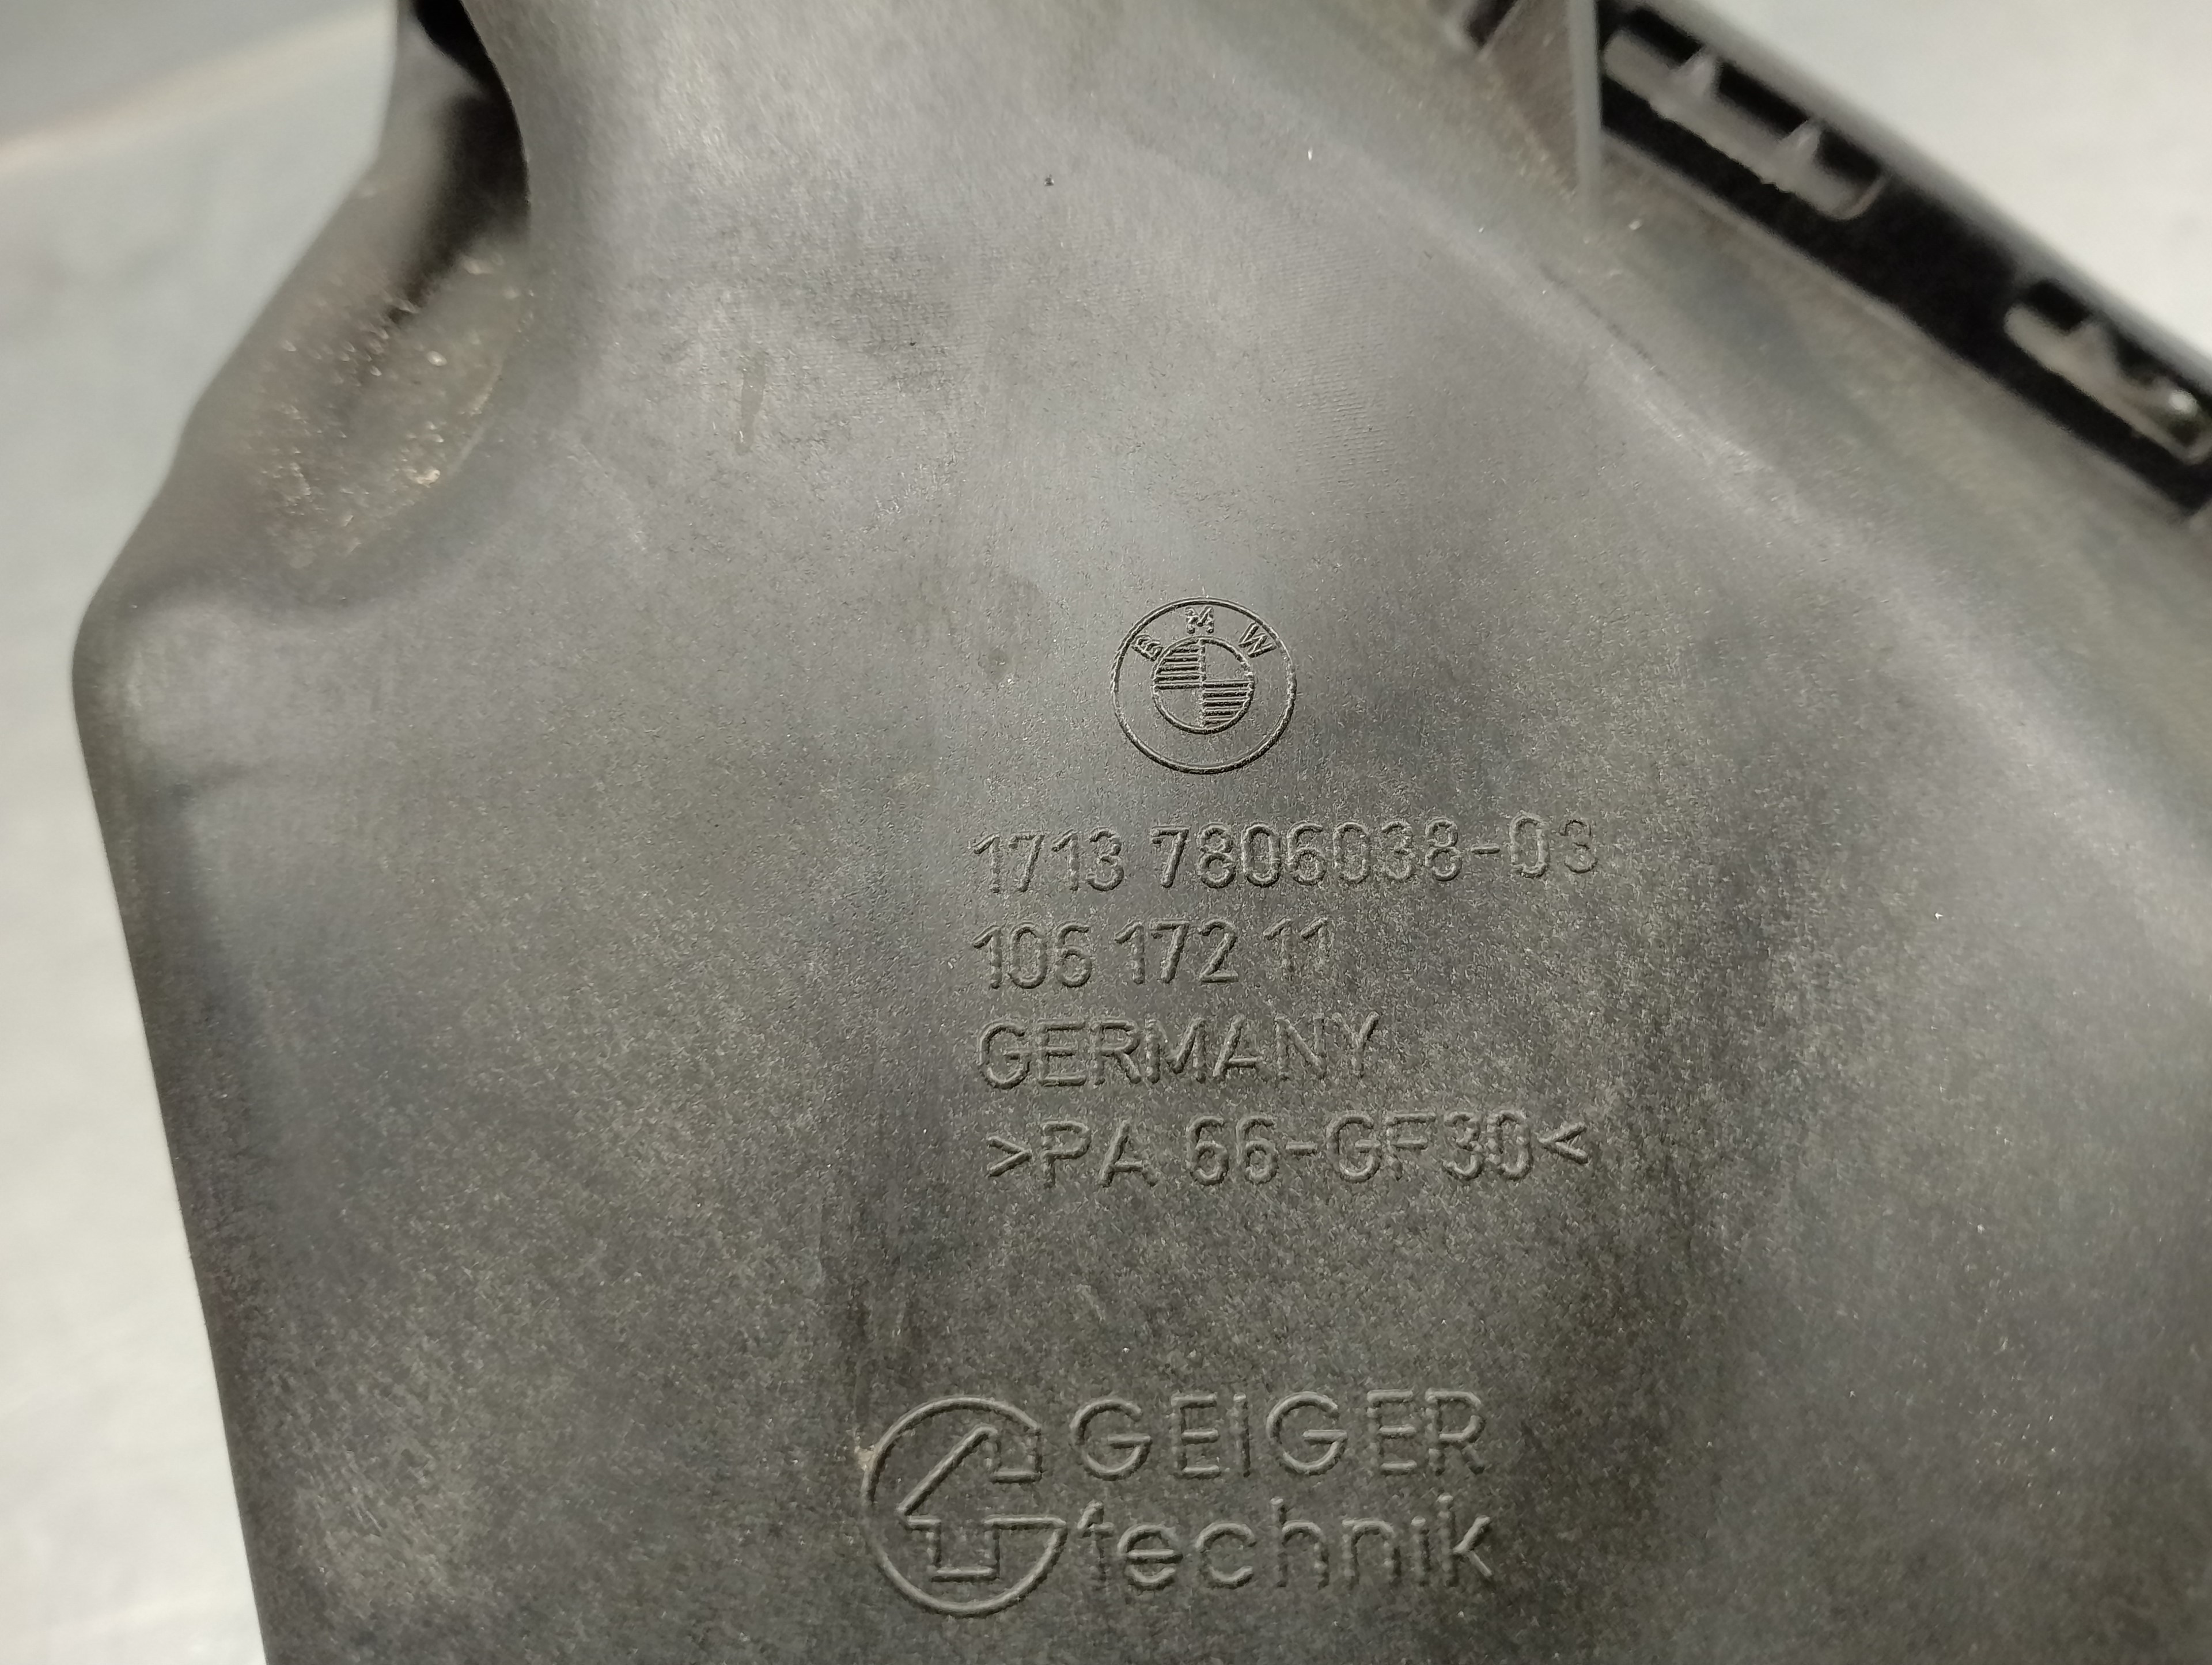 BMW
1713 7806038-03
106 172 11
GERMANY
>PA 66-GF30<
GEIGER
technik